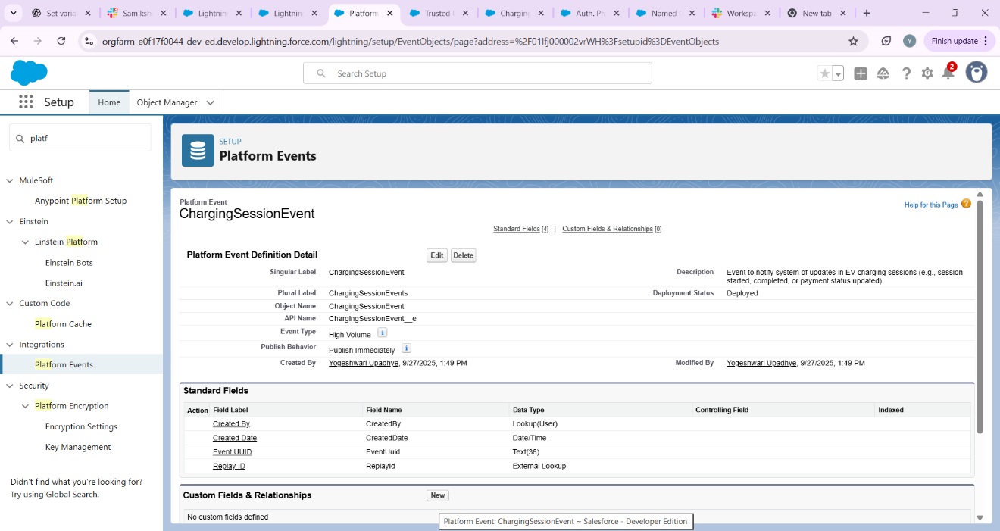 Set varia
Samiksh
Lightnin
Lightnin
Platform
Trusted
Charging
Auth. Pr
Named
Worksp
New tab
orgfarm-e0f17f0044-dev-ed.develop.lightning.force.com/lightning/setup/EventObjects/page?address=%2F01Ifj000002vrWH%3Fsetupid%3DEventObjects
Y
Finish update
Search Setup
2
Setup
Home
Object Manager
platf
MuleSoft
Anypoint Platform Setup
Einstein
Einstein Platform
Einstein Bots
Einstein.ai
Custom Code
Platform Cache
Integrations
Platform Events
Security
Platform Encryption
Encryption Settings
Key Management
Didn't find what you're looking for?
Try using Global Search.
SETUP
Platform Events
Platform Event
ChargingSessionEvent
Help for this Page ?
Standard Fields [4] | Custom Fields & Relationships [0]
Platform Event Definition Detail Edit Delete
Singular Label ChargingSessionEvent Description Event to notify system of updates in EV charging sessions (e.g., session
started, completed, or payment status updated)
Plural Label ChargingSessionEvents Deployment Status Deployed
Object Name ChargingSessionEvent
API Name ChargingSessionEvent__e
Event Type High Volume i
Publish Behavior Publish Immediately i
Created By Yogeshwari Upadhye, 9/27/2025, 1:49 PM Modified By Yogeshwari Upadhye, 9/27/2025, 1:49 PM
Standard Fields
Action Field Label Field Name Data Type Controlling Field Indexed
Created By CreatedBy Lookup(User)
Created Date CreatedDate Date/Time
Event UUID EventUuid Text(36)
Replay ID ReplayId External Lookup
Custom Fields & Relationships New
No custom fields defined
Platform Event: ChargingSessionEvent ~ Salesforce - Developer Edition